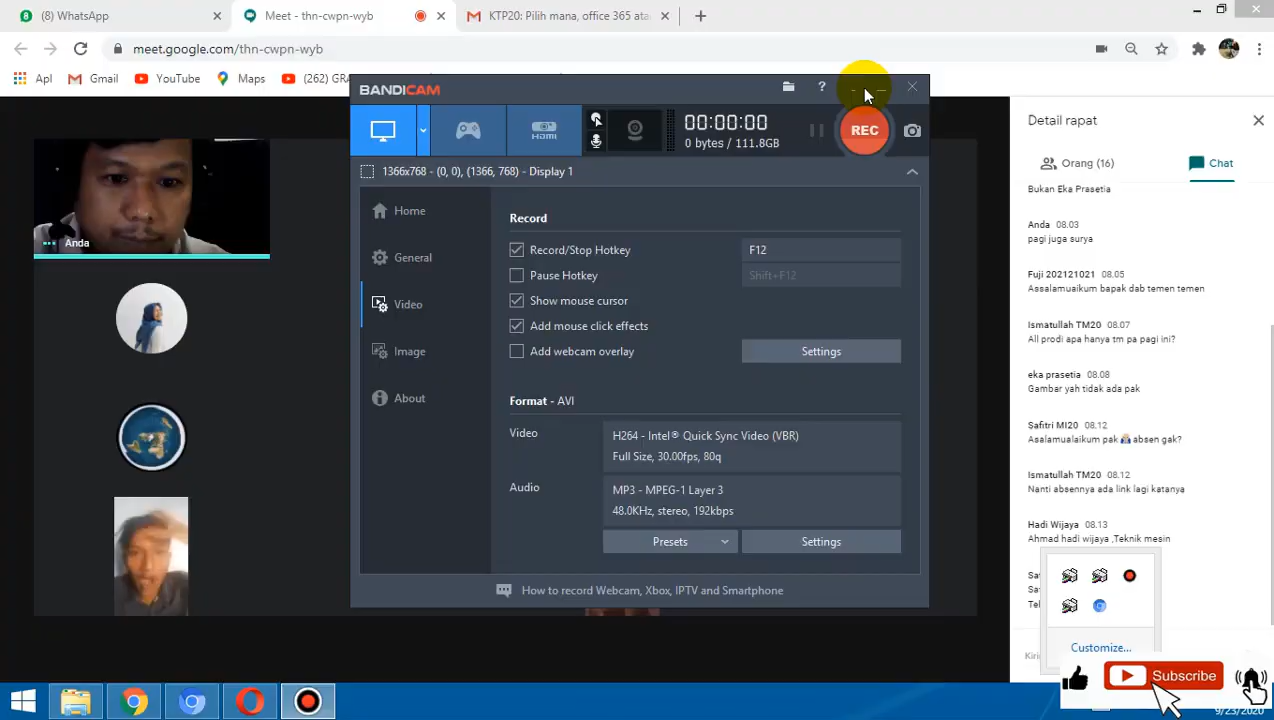 (8) WhatsApp
Meet - thn-cwpn-wyb
KTP20: Pilih mana, office 365 ata
meet.google.com/thn-cwpn-wyb
Apl
Gmail
YouTube
Maps
(262) GRA
BANDICAM
?
HDMI
00:00:00
0 bytes / 111.8GB
REC
1366x768 - (0, 0), (1366, 768) - Display 1
Home
General
Video
Image
About
Record
Record/Stop Hotkey
F12
Pause Hotkey
Shift+F12
Show mouse cursor
Add mouse click effects
Add webcam overlay
Settings
Format - AVI
Video
H264 - Intel® Quick Sync Video (VBR)
Full Size, 30.00fps, 80q
Audio
MP3 - MPEG-1 Layer 3
48.0KHz, stereo, 192kbps
Presets
Settings
How to record Webcam, Xbox, IPTV and Smartphone
Anda
Detail rapat
Orang (16)
Chat
Bukan Eka Prasetia
Anda 08.03
pagi juga surya
Fuji 202121021 08.05
Assalamuaikum bapak dab temen temen
Ismatullah TM20 08.07
All prodi apa hanya tm pa pagi ini?
eka prasetia 08.08
Gambar yah tidak ada pak
Safitri MI20 08.12
Asalamualaikum pak 🤷 absen gak?
Ismatullah TM20 08.12
Nanti absennya ada link lagi katanya
Hadi Wijaya 08.13
Ahmad hadi wijaya ,Teknik mesin
Customize...
Subscribe
9/23/2020